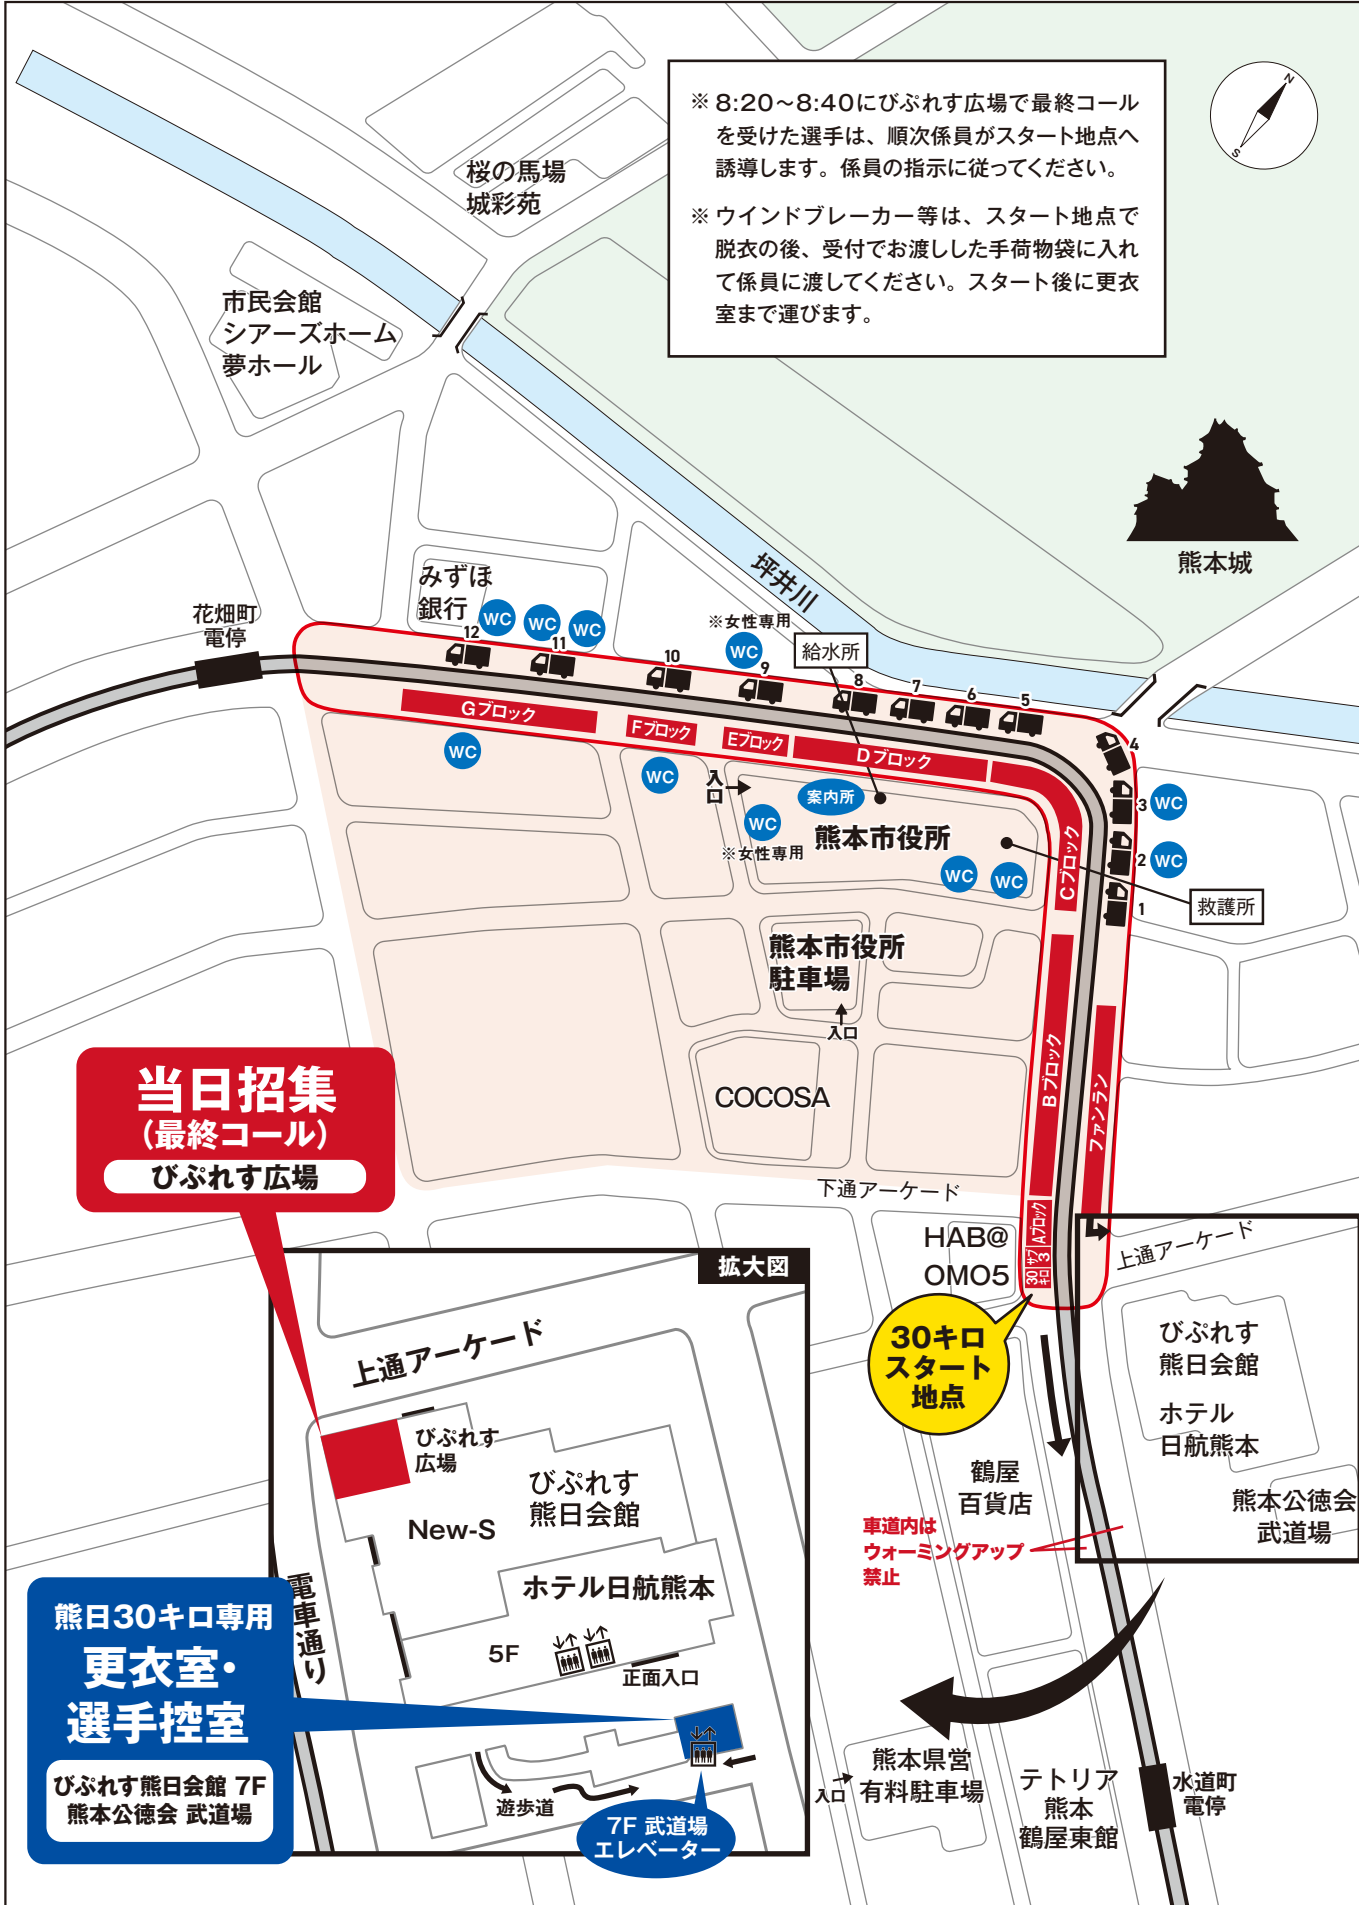 ※ 8:20～8:40にびぷれす広場で最終コール
を受けた選手は、順次係員がスタート地点へ
誘導します。係員の指示に従ってください。
※ ウインドブレーカー等は、スタート地点で
脱衣の後、受付でお渡しした手荷物袋に入れ
て係員に渡してください。スタート後に更衣
室まで運びます。
N
S
桜の馬場
城彩苑
市民会館
シアーズホーム
夢ホール
熊本城
坪井川
みずほ
銀行
花畑町
電停
WC
WC
WC
※女性専用
WC
給水所
12
11
10
9
8
7
6
5
4
3
2
1
WC
WC
Gブロック
Fブロック
Eブロック
Dブロック
Cブロック
Bブロック
Aブロック
サブ
3
30
キロ
ファンラン
WC
WC
入口
案内所
WC
※女性専用
熊本市役所
WC
WC
救護所
熊本市役所
駐車場
入口
COCOSA
下通アーケード
上通アーケード
HAB@
OMO5
30キロ
スタート
地点
びぷれす
熊日会館
ホテル
日航熊本
熊本公徳会
武道場
鶴屋
百貨店
車道内は
ウォーミングアップ
禁止
熊本県営
有料駐車場
入口
テトリア
熊本
鶴屋東館
水道町
電停
当日招集
（最終コール）
びぷれす広場
拡大図
上通アーケード
びぷれす
広場
びぷれす
熊日会館
New-S
ホテル日航熊本
電車通り
5F
正面入口
遊歩道
7F 武道場
エレベーター
熊日30キロ専用
更衣室・
選手控室
びぷれす熊日会館 7F
熊本公徳会 武道場